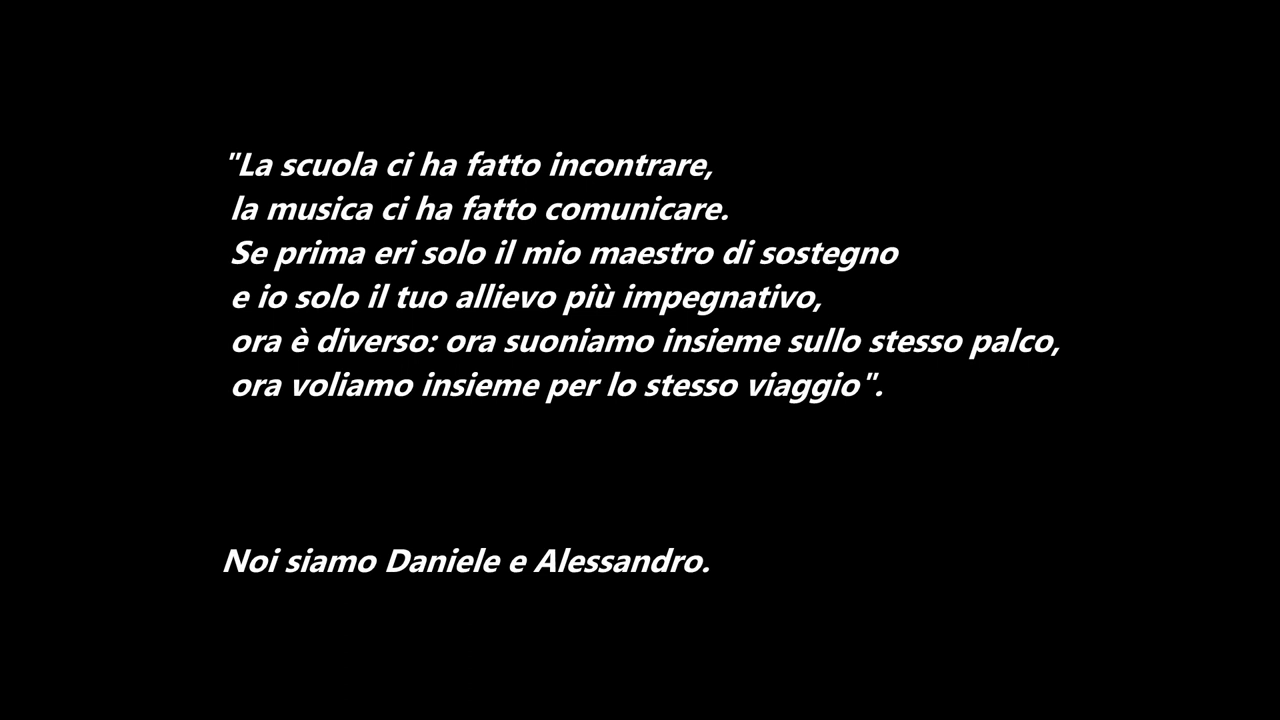 "La scuola ci ha fatto incontrare,
la musica ci ha fatto comunicare.
Se prima eri solo il mio maestro di sostegno
e io solo il tuo allievo più impegnativo,
ora è diverso: ora suoniamo insieme sullo stesso palco,
ora voliamo insieme per lo stesso viaggio".
Noi siamo Daniele e Alessandro.